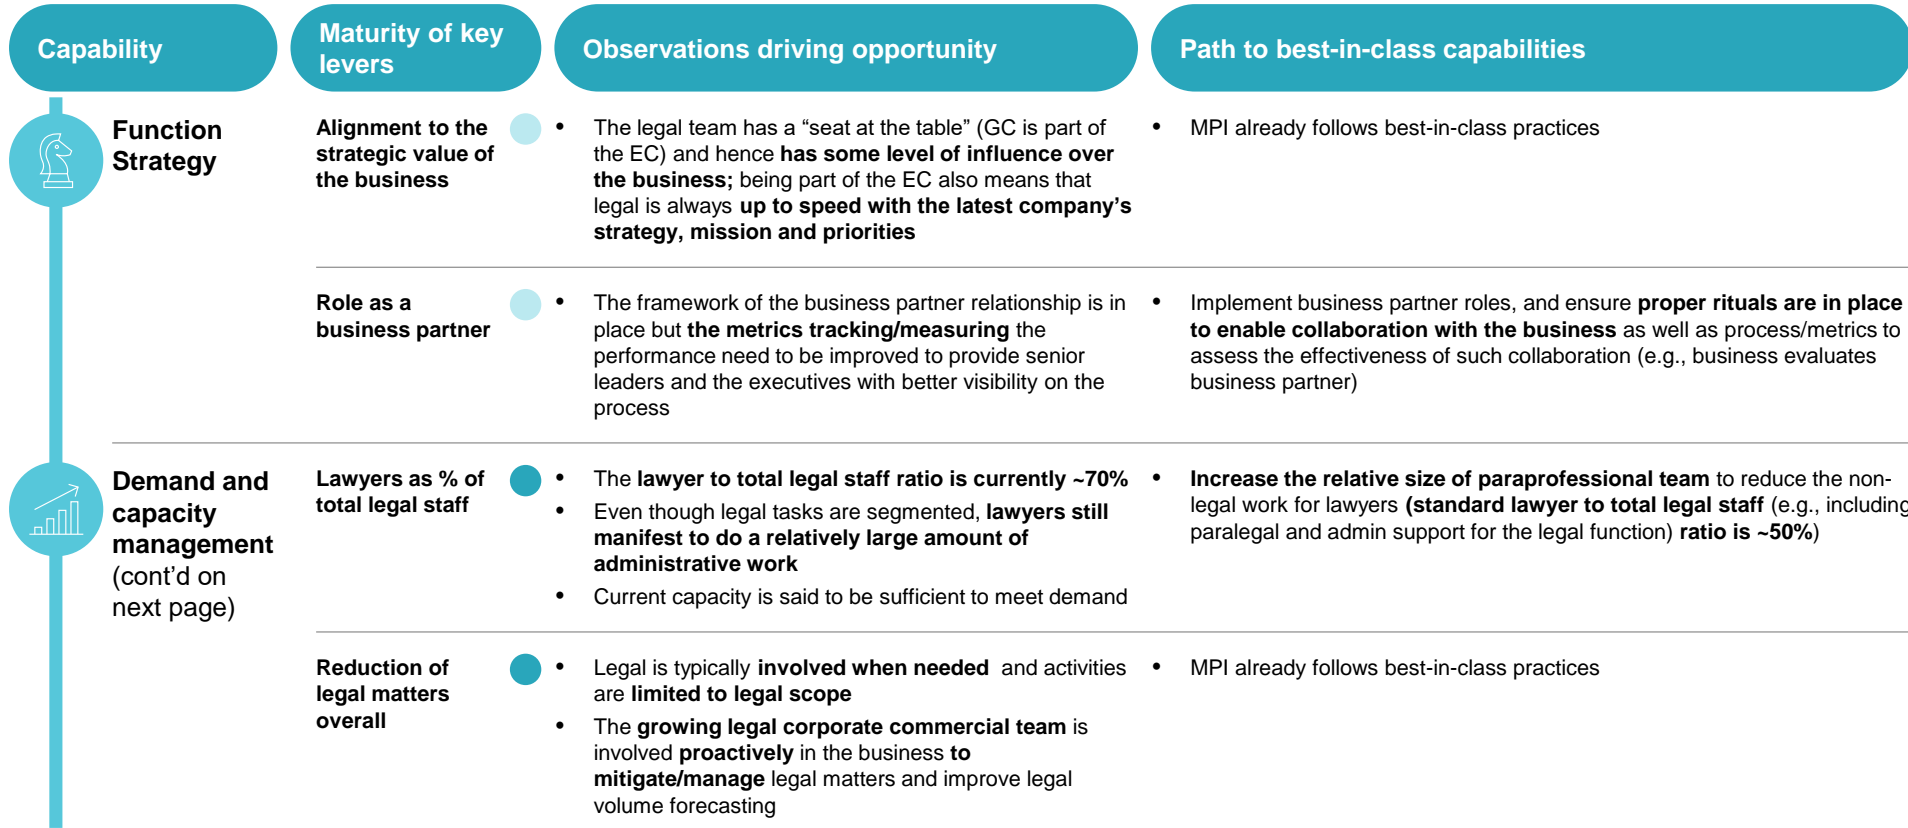 Capability
Maturity of key
levers
Observations driving opportunity
Path to best-in-class capabilities
Function
Strategy
Alignment to the
strategic value of
the business
• The legal team has a “seat at the table” (GC is part of
the EC) and hence has some level of influence over
the business; being part of the EC also means that
legal is always up to speed with the latest company’s
strategy, mission and priorities
• MPI already follows best-in-class practices
Role as a
business partner
• The framework of the business partner relationship is in
place but the metrics tracking/measuring the
performance need to be improved to provide senior
leaders and the executives with better visibility on the
process
• Implement business partner roles, and ensure proper rituals are in place
to enable collaboration with the business as well as process/metrics to
assess the effectiveness of such collaboration (e.g., business evaluates
business partner)
Demand and
capacity
management
(cont’d on
next page)
Lawyers as % of
total legal staff
• The lawyer to total legal staff ratio is currently ~70%
• Even though legal tasks are segmented, lawyers still
manifest to do a relatively large amount of
administrative work
• Current capacity is said to be sufficient to meet demand
• Increase the relative size of paraprofessional team to reduce the non-
legal work for lawyers (standard lawyer to total legal staff (e.g., including
paralegal and admin support for the legal function) ratio is ~50%)
Reduction of
legal matters
overall
• Legal is typically involved when needed and activities
are limited to legal scope
• The growing legal corporate commercial team is
involved proactively in the business to
mitigate/manage legal matters and improve legal
volume forecasting
• MPI already follows best-in-class practices